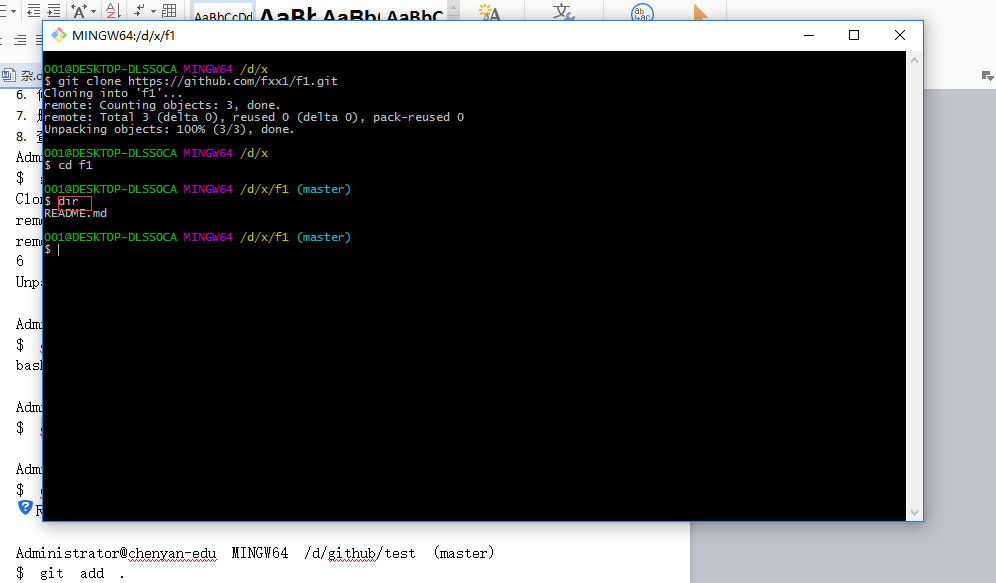 AaBbCcDd AaBb AaBb( AaBbC
MINGW64:/d/x/f1
杂.d
6.
7.
8.
Adm
$
Clo
rem
rem
6
Unp
Adm
$
bas
Adm
$
Adm
$
001@DESKTOP-DLSSOCA MINGW64 /d/x
$ git clone https://github.com/fxx1/f1.git
Cloning into 'f1'...
remote: Counting objects: 3, done.
remote: Total 3 (delta 0), reused 0 (delta 0), pack-reused 0
Unpacking objects: 100% (3/3), done.
001@DESKTOP-DLSSOCA MINGW64 /d/x
$ cd f1
001@DESKTOP-DLSSOCA MINGW64 /d/x/f1 (master)
$ dir
README.md
001@DESKTOP-DLSSOCA MINGW64 /d/x/f1 (master)
$
Administrator@chenyan-edu MINGW64 /d/github/test (master)
$ git add .